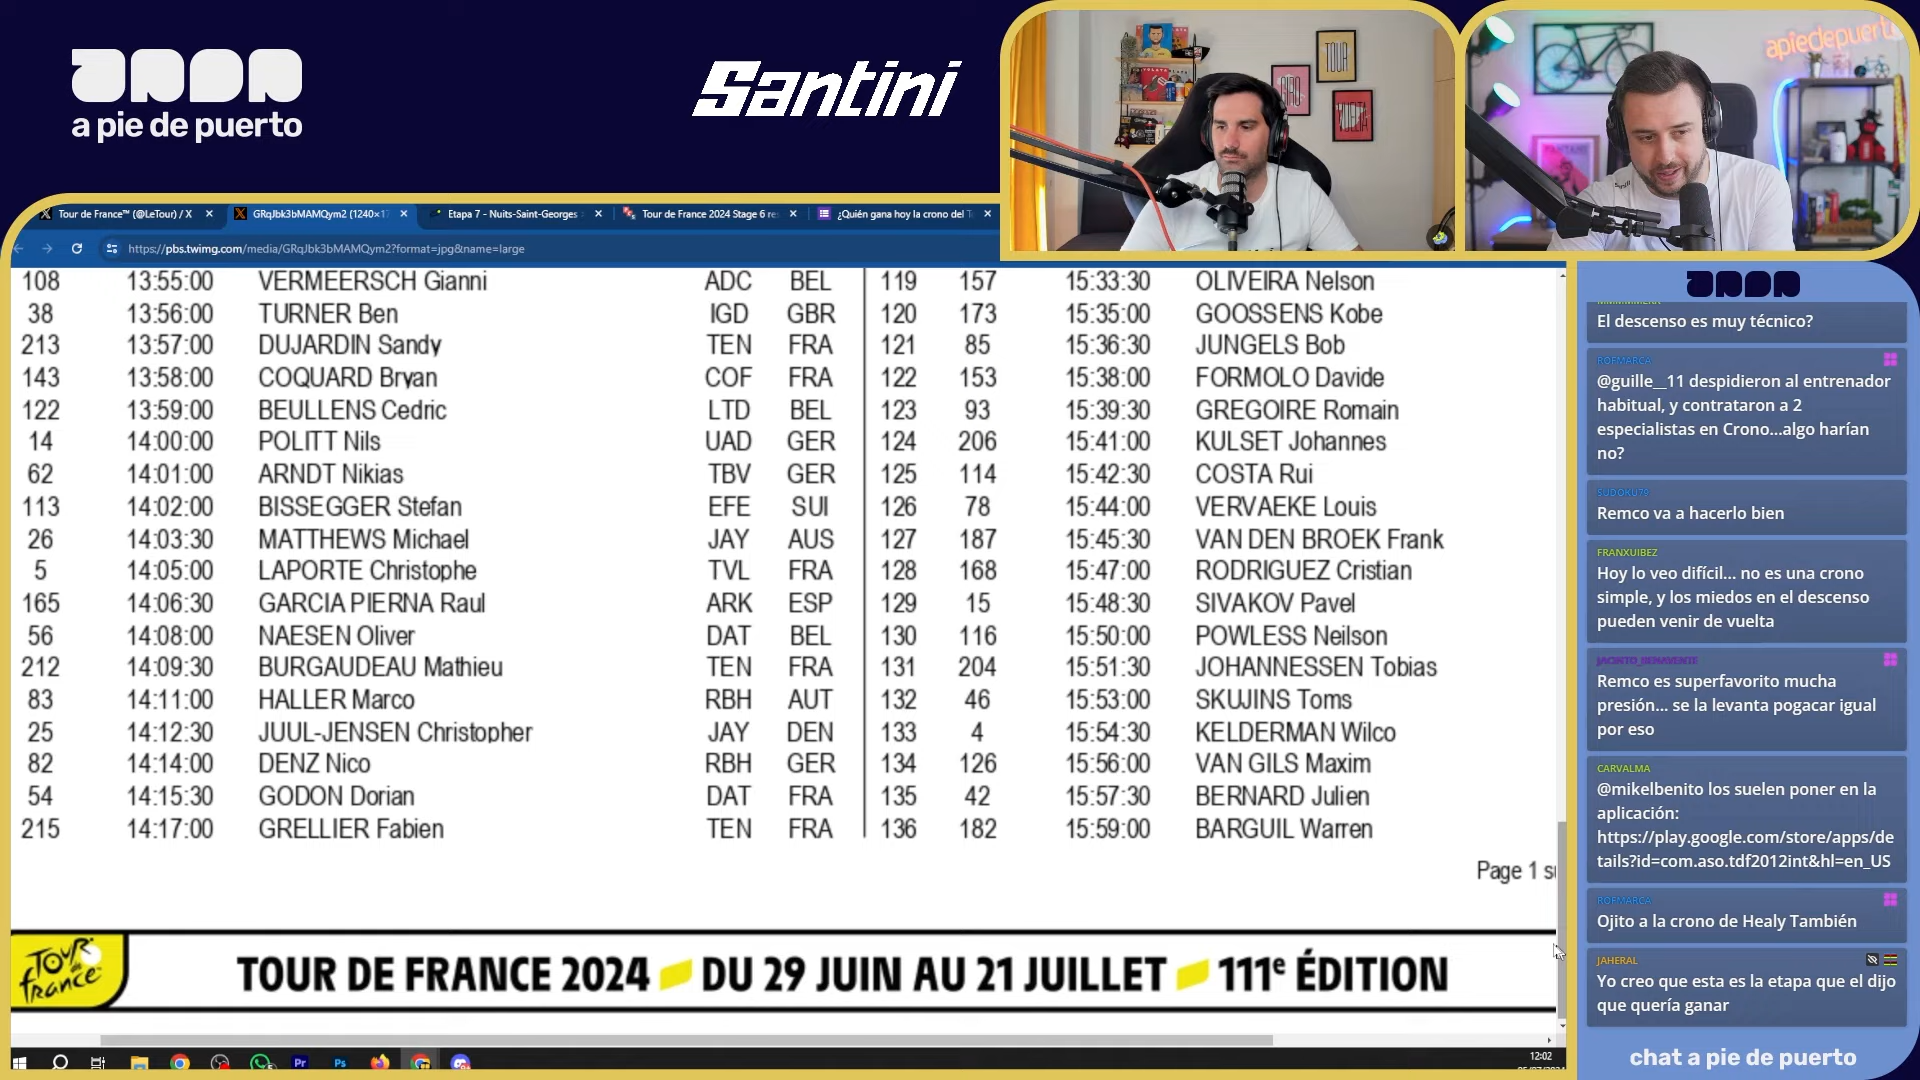 a pie de puerto
Santini
TOUR
GIRO
VUELTA
apiedepuerto
Tour de France™ (@LeTour) / X
GRqJbk3bMAMQym2 (1240×1
Etapa 7 - Nuits-Saint-Georges
Tour de France 2024 Stage 6 re
¿Quién gana hoy la crono del T
https://pbs.twimg.com/media/GRqJbk3bMAMQym2?format=jpg&name=large
108 13:55:00 VERMEERSCH Gianni ADC BEL 119 157 15:33:30 OLIVEIRA Nelson
38 13:56:00 TURNER Ben IGD GBR 120 173 15:35:00 GOOSSENS Kobe
213 13:57:00 DUJARDIN Sandy TEN FRA 121 85 15:36:30 JUNGELS Bob
143 13:58:00 COQUARD Bryan COF FRA 122 153 15:38:00 FORMOLO Davide
122 13:59:00 BEULLENS Cedric LTD BEL 123 93 15:39:30 GREGOIRE Romain
14 14:00:00 POLITT Nils UAD GER 124 206 15:41:00 KULSET Johannes
62 14:01:00 ARNDT Nikias TBV GER 125 114 15:42:30 COSTA Rui
113 14:02:00 BISSEGGER Stefan EFE SUI 126 78 15:44:00 VERVAEKE Louis
26 14:03:30 MATTHEWS Michael JAY AUS 127 187 15:45:30 VAN DEN BROEK Frank
5 14:05:00 LAPORTE Christophe TVL FRA 128 168 15:47:00 RODRIGUEZ Cristian
165 14:06:30 GARCIA PIERNA Raul ARK ESP 129 15 15:48:30 SIVAKOV Pavel
56 14:08:00 NAESEN Oliver DAT BEL 130 116 15:50:00 POWLESS Neilson
212 14:09:30 BURGAUDEAU Mathieu TEN FRA 131 204 15:51:30 JOHANNESSEN Tobias
83 14:11:00 HALLER Marco RBH AUT 132 46 15:53:00 SKUJINS Toms
25 14:12:30 JUUL-JENSEN Christopher JAY DEN 133 4 15:54:30 KELDERMAN Wilco
82 14:14:00 DENZ Nico RBH GER 134 126 15:56:00 VAN GILS Maxim
54 14:15:30 GODON Dorian DAT FRA 135 42 15:57:30 BERNARD Julien
215 14:17:00 GRELLIER Fabien TEN FRA 136 182 15:59:00 BARGUIL Warren
Page 1 s
TOUR de france
TOUR DE FRANCE 2024 DU 29 JUIN AU 21 JUILLET 111e ÉDITION
Pr
Ps
12:02
El descenso es muy técnico?
ROFMARCA
@guille__11 despidieron al entrenador
habitual, y contrataron a 2
especialistas en Crono...algo harían
no?
SUDOKU79
Remco va a hacerlo bien
FRANXUIBEZ
Hoy lo veo difícil... no es una crono
simple, y los miedos en el descenso
pueden venir de vuelta
JACINTO_BENAVENTE
Remco es superfavorito mucha
presión... se la levanta pogacar igual
por eso
CARVALMA
@mikelbenito los suelen poner en la
aplicación:
https://play.google.com/store/apps/de
tails?id=com.aso.tdf2012int&hl=en_US
ROFMARCA
Ojito a la crono de Healy También
JAHERAL
Yo creo que esta es la etapa que el dijo
que quería ganar
chat a pie de puerto